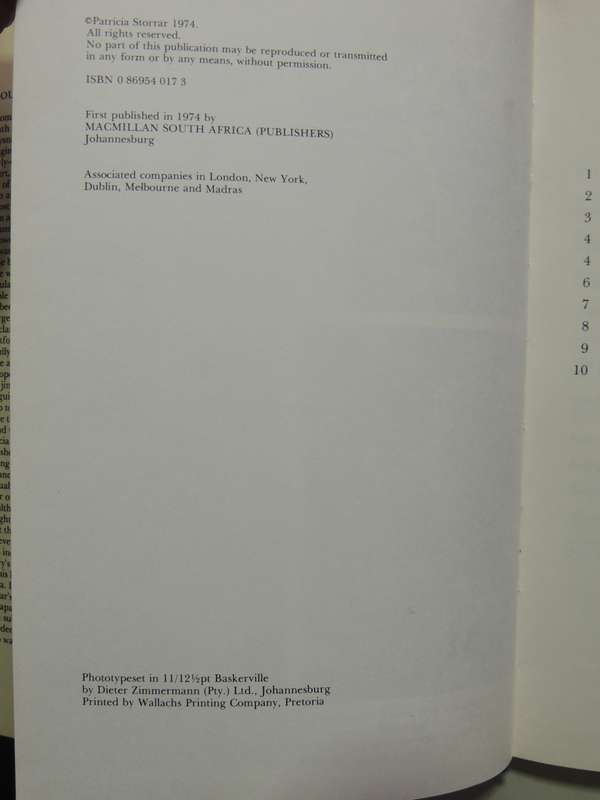 ©Patricia Storrar 1974.
All rights reserved.
No part of this publication may be reproduced or transmitted
in any form or by any means, without permission.
ISBN 0 86954 017 3
First published in 1974 by
MACMILLAN SOUTH AFRICA (PUBLISHERS)
Johannesburg
Associated companies in London, New York,
Dublin, Melbourne and Madras
Phototypeset in 11/12½pt Baskerville
by Dieter Zimmermann (Pty.) Ltd., Johannesburg
Printed by Wallachs Printing Company, Pretoria
1
2
3
4
4
6
7
8
9
10